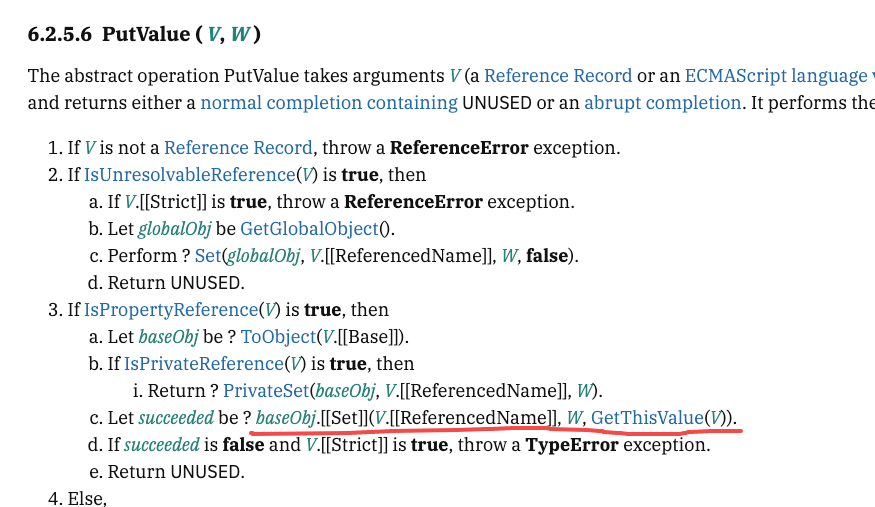 6.2.5.6 PutValue ( V, W )
The abstract operation PutValue takes arguments V (a Reference Record or an ECMAScript language
and returns either a normal completion containing UNUSED or an abrupt completion. It performs the
1. If V is not a Reference Record, throw a ReferenceError exception.
2. If IsUnresolvableReference(V) is true, then
a. If V.[[Strict]] is true, throw a ReferenceError exception.
b. Let globalObj be GetGlobalObject().
c. Perform ? Set(globalObj, V.[[ReferencedName]], W, false).
d. Return UNUSED.
3. If IsPropertyReference(V) is true, then
a. Let baseObj be ? ToObject(V.[[Base]]).
b. If IsPrivateReference(V) is true, then
i. Return ? PrivateSet(baseObj, V.[[ReferencedName]], W).
c. Let succeeded be ? baseObj.[[Set]](V.[[ReferencedName]], W, GetThisValue(V)).
d. If succeeded is false and V.[[Strict]] is true, throw a TypeError exception.
e. Return UNUSED.
4. Else,